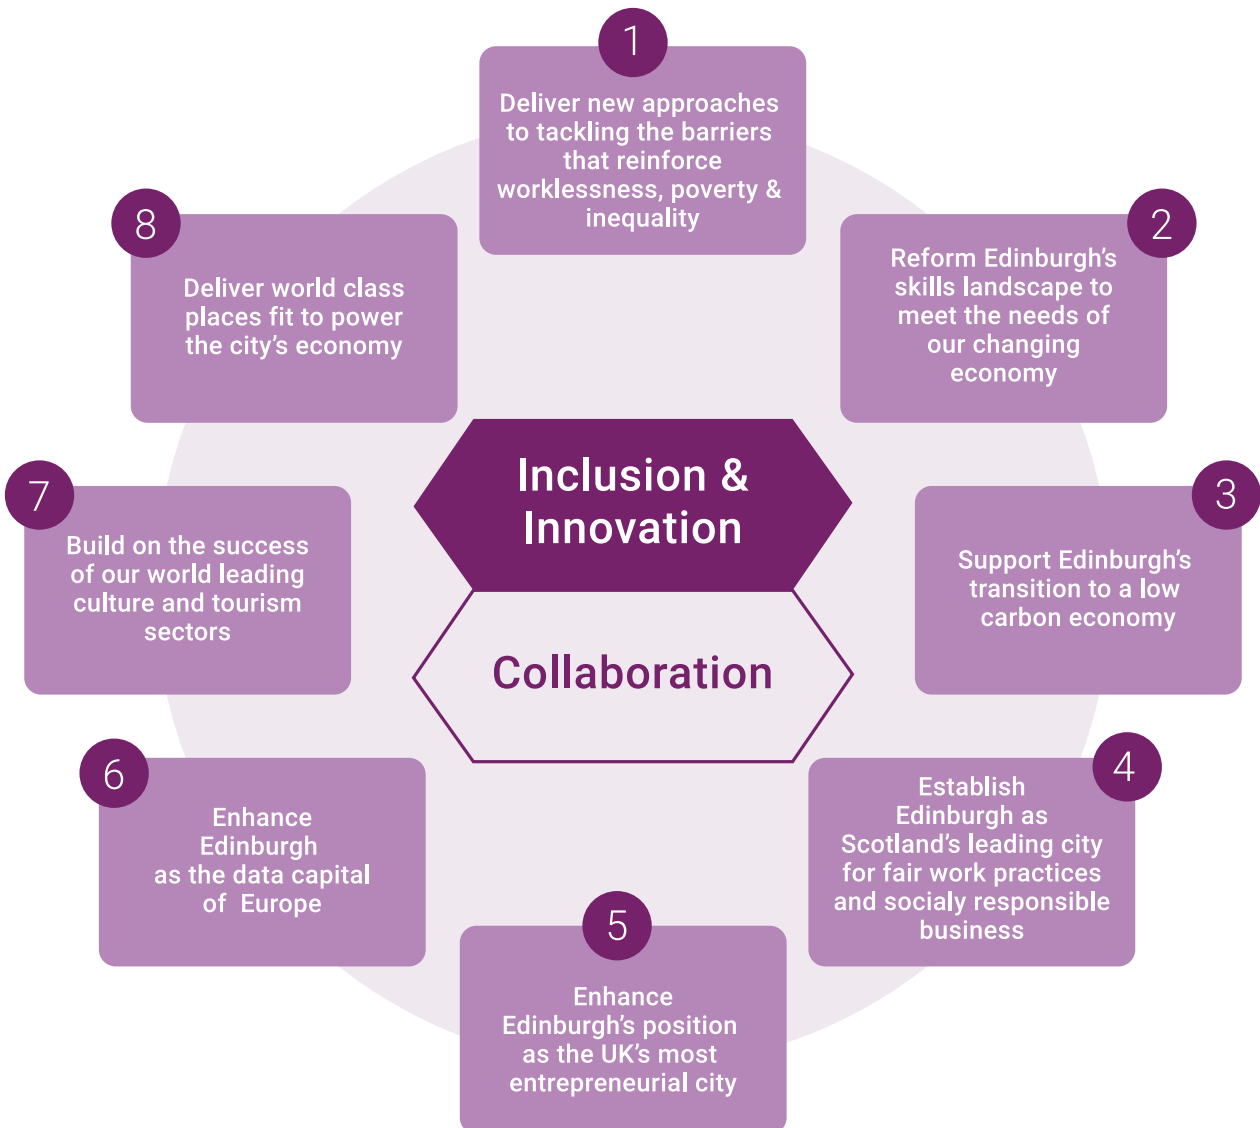 1
Deliver new approaches
to tackling the barriers
that reinforce
worklessness, poverty &
inequality
2
Reform Edinburgh’s
skills landscape to
meet the needs of
our changing
economy
3
Support Edinburgh’s
transition to a low
carbon economy
4
Establish
Edinburgh as
Scotland’s leading city
for fair work practices
and socialy responsible
business
5
Enhance
Edinburgh’s position
as the UK’s most
entrepreneurial city
6
Enhance
Edinburgh
as the data capital
of Europe
7
Build on the success
of our world leading
culture and tourism
sectors
8
Deliver world class
places fit to power
the city’s economy
Inclusion &
Innovation
Collaboration